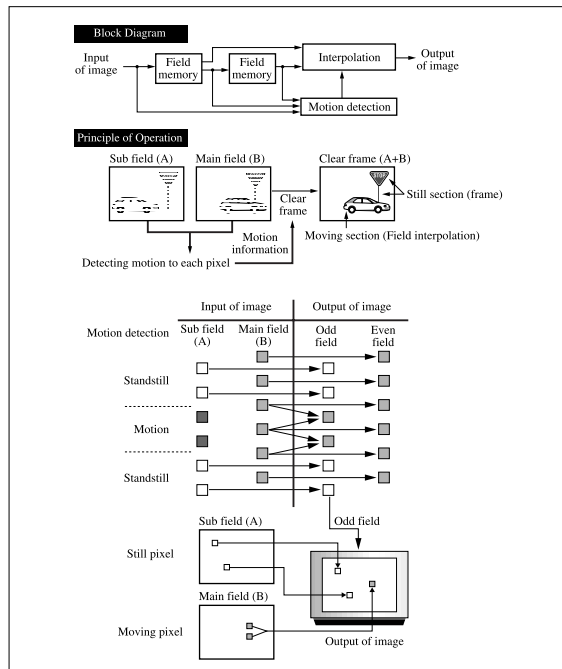 Block Diagram
Input
of image
Field
memory
Field
memory
Interpolation
Output
of image
Motion detection
Principle of Operation
Sub field (A)
Main field (B)
Clear frame (A+B)
STOP
Clear
frame
Still section (frame)
Motion
information
Moving section (Field interpolation)
Detecting motion to each pixel
Input of image
Output of image
Motion detection
Sub field
(A)
Main field
(B)
Odd
field
Even
field
Standstill
Motion
Standstill
Sub field (A)
Odd field
Still pixel
Main field (B)
Moving pixel
Output of image